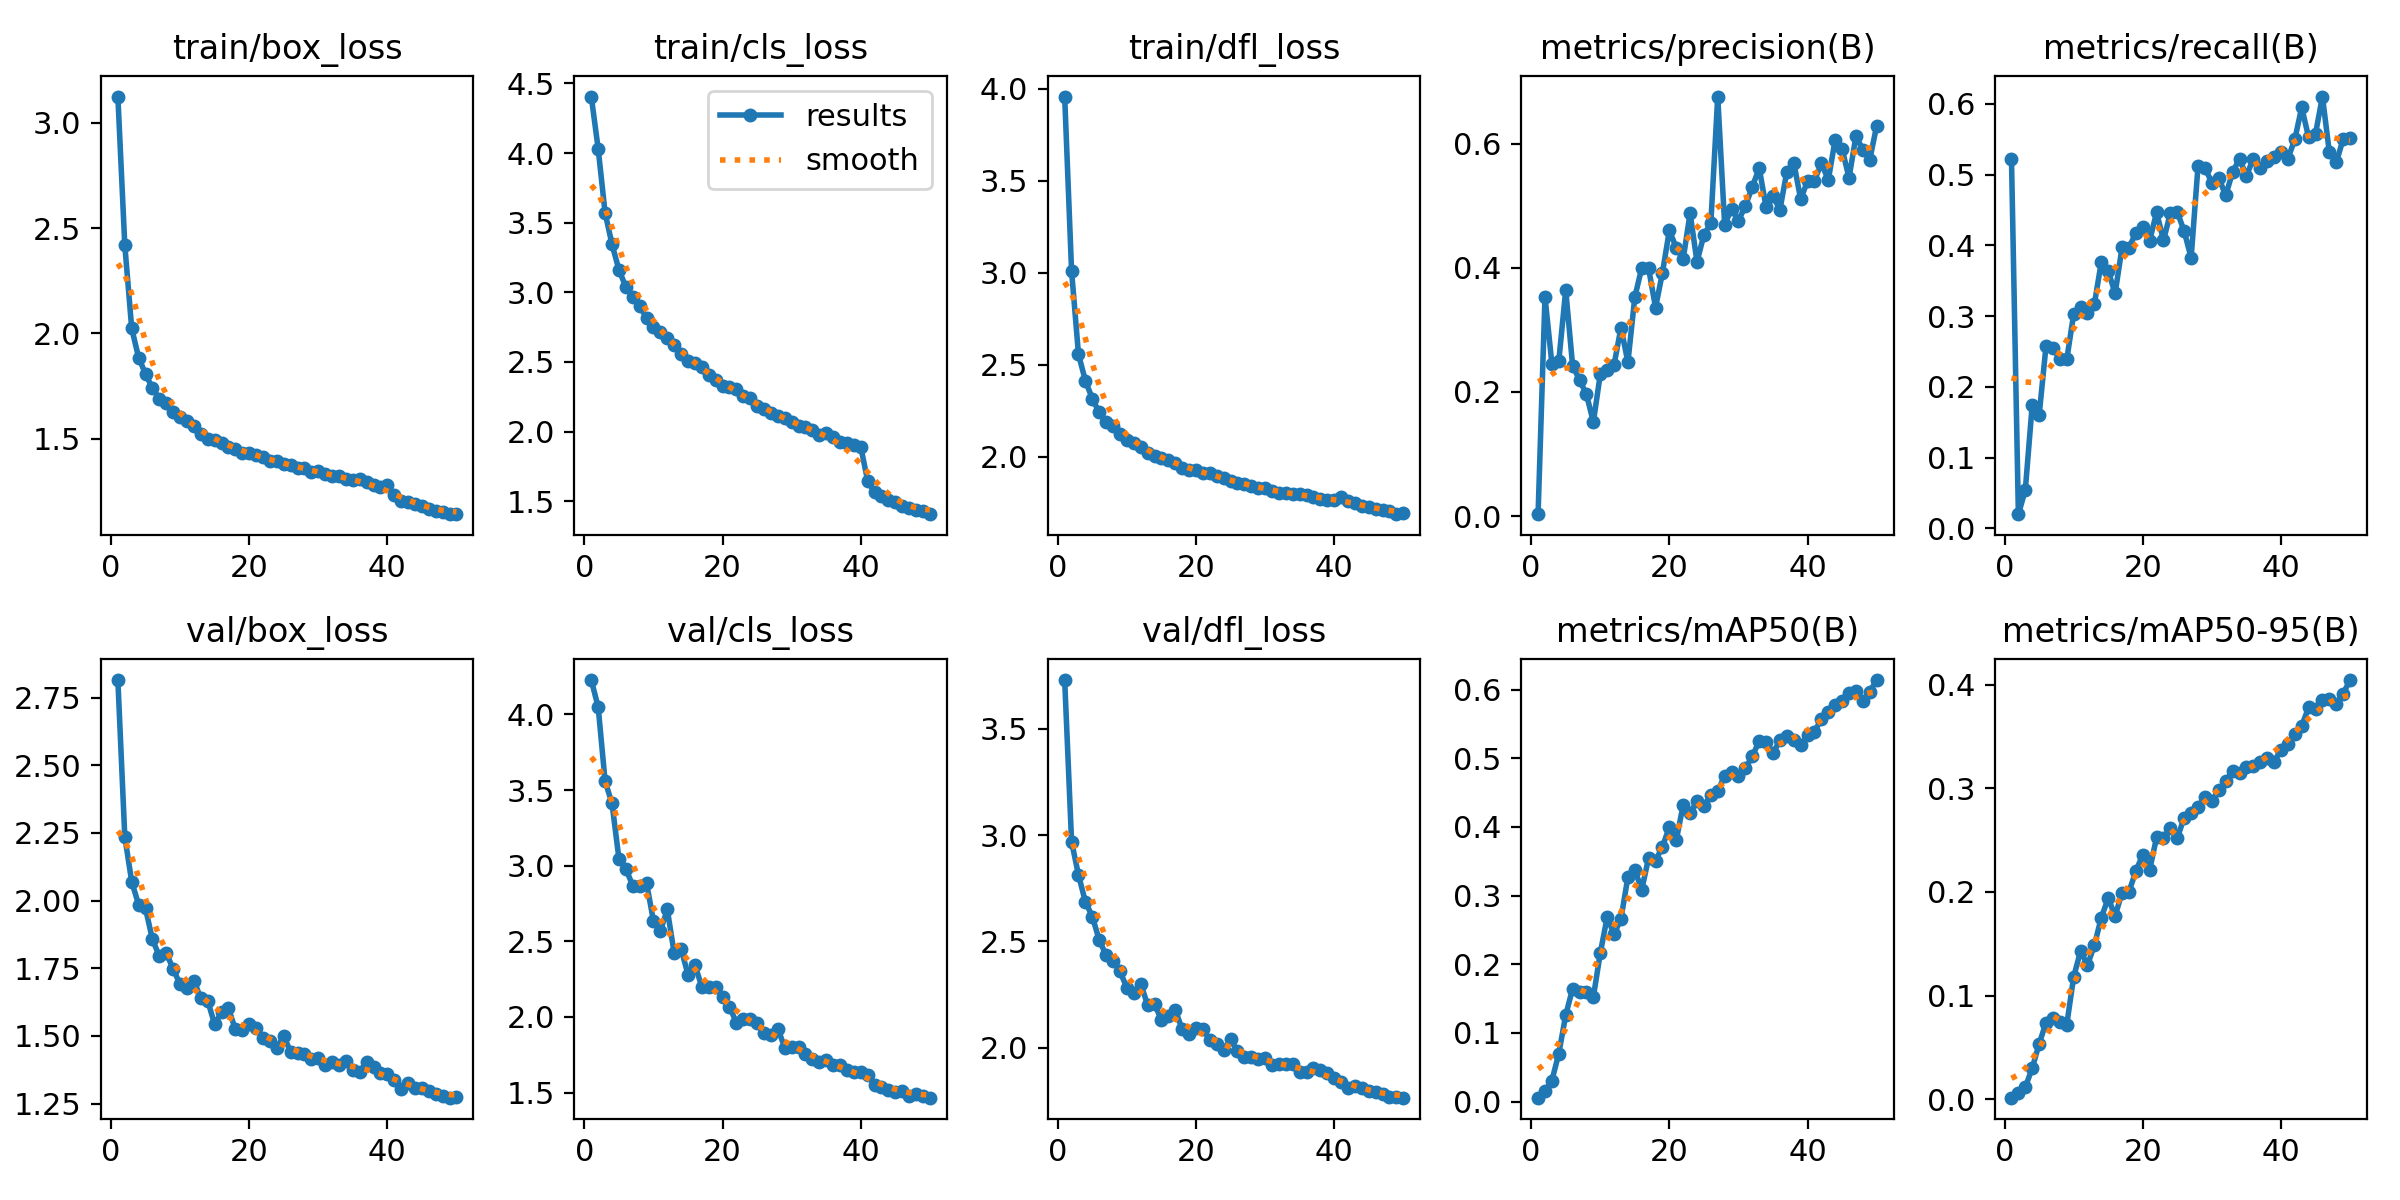 train/box_loss
train/cls_loss
train/dfl_loss
metrics/precision(B)
metrics/recall(B)
3.0
2.5
2.0
1.5
0 20 40
results
smooth
4.5
4.0
3.5
3.0
2.5
2.0
1.5
0 20 40
4.0
3.5
3.0
2.5
2.0
0 20 40
0.6
0.4
0.2
0.0
0 20 40
0.6
0.5
0.4
0.3
0.2
0.1
0.0
0 20 40
val/box_loss
val/cls_loss
val/dfl_loss
metrics/mAP50(B)
metrics/mAP50-95(B)
2.75
2.50
2.25
2.00
1.75
1.50
1.25
0 20 40
4.0
3.5
3.0
2.5
2.0
1.5
0 20 40
3.5
3.0
2.5
2.0
0 20 40
0.6
0.5
0.4
0.3
0.2
0.1
0.0
0 20 40
0.4
0.3
0.2
0.1
0.0
0 20 40